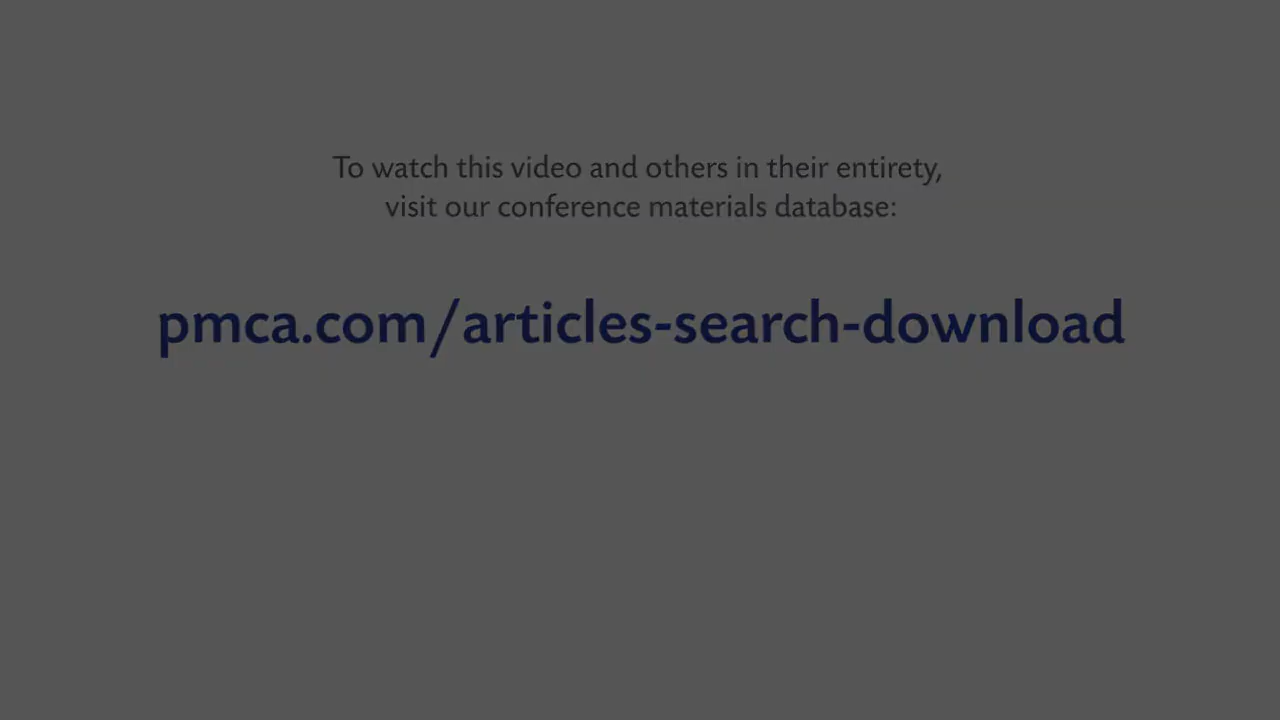 To watch this video and others in their entirety,
visit our conference materials database:
pmca.com/articles-search-download